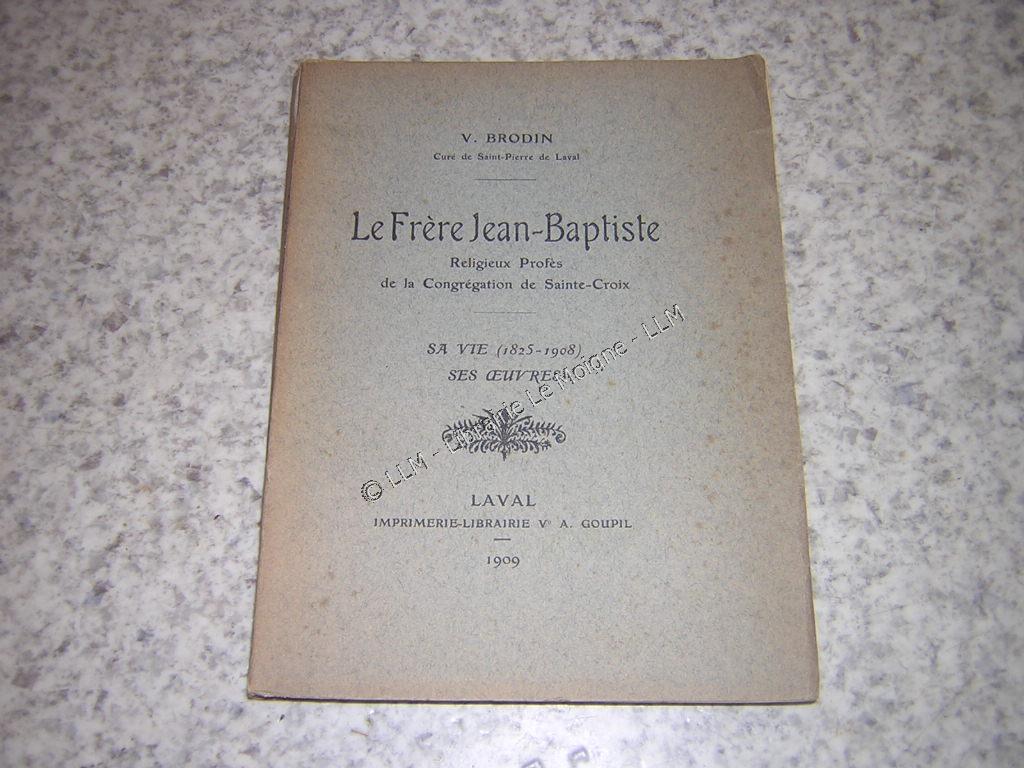 V. BRODIN
Curé de Saint-Pierre de Laval
Le Frère Jean-Baptiste
Religieux Profès
de la Congrégation de Sainte-Croix
SA VIE (1825-1908)
SES ŒUVRES
© LLM - Librairie Le Moigne - LLM
LAVAL
IMPRIMERIE-LIBRAIRIE Vᵉ A. GOUPIL
1909